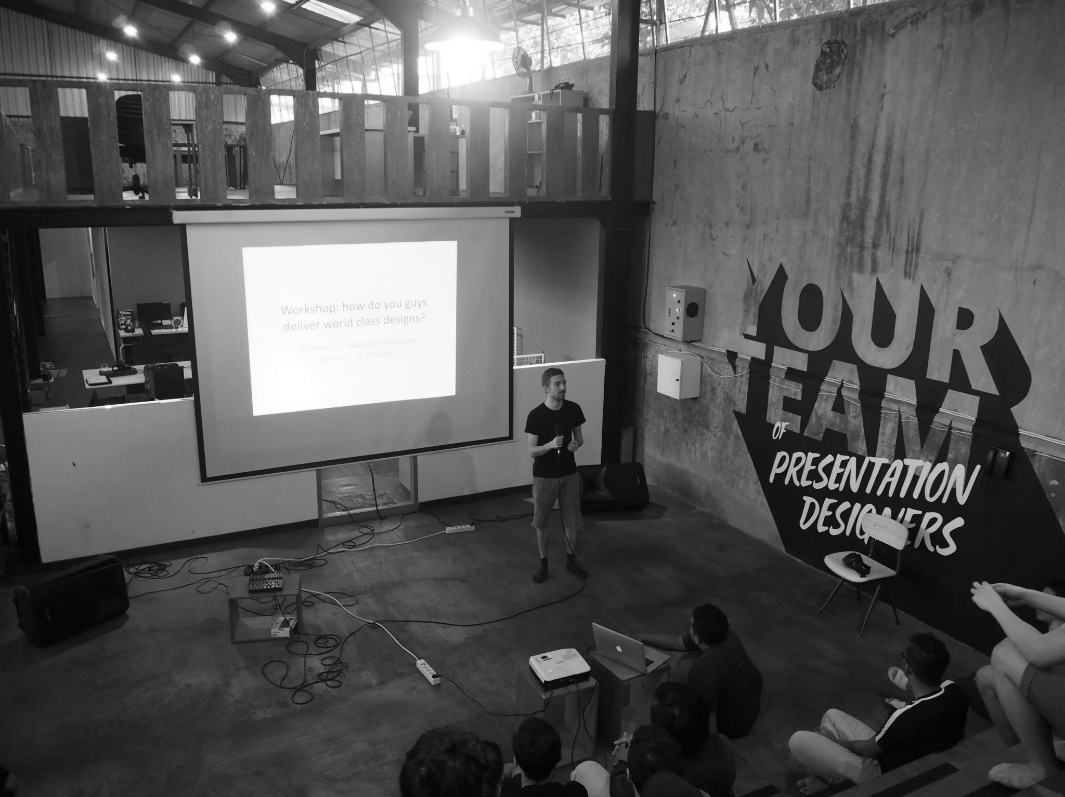 Workshop: how do you guys
deliver world class designs?
YOUR
TEAM
OF
PRESENTATION
DESIGNERS